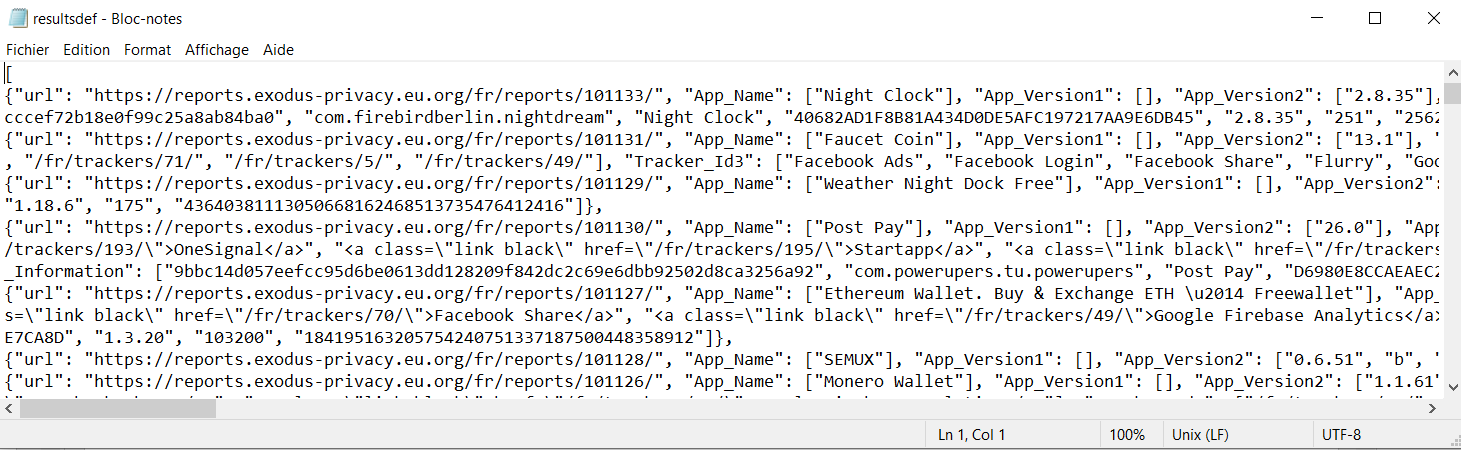 resultsdef - Bloc-notes
Fichier Edition Format Affichage Aide
[
{"url": "https://reports.exodus-privacy.eu.org/fr/reports/101133/", "App_Name": ["Night Clock"], "App_Version1": [], "App_Version2": ["2.8.35"],
cccef72b18e0f99c25a8ab84ba0", "com.firebirdberlin.nightdream", "Night Clock", "40682AD1F8B81A434D0DE5AFC197217AA9E6DB45", "2.8.35", "251", "2562
{"url": "https://reports.exodus-privacy.eu.org/fr/reports/101131/", "App_Name": ["Faucet Coin"], "App_Version1": [], "App_Version2": ["13.1"], "
, "/fr/trackers/71/", "/fr/trackers/5/", "/fr/trackers/49/"], "Tracker_Id3": ["Facebook Ads", "Facebook Login", "Facebook Share", "Flurry", "Goo
{"url": "https://reports.exodus-privacy.eu.org/fr/reports/101129/", "App_Name": ["Weather Night Dock Free"], "App_Version1": [], "App_Version2":
"1.18.6", "175", "43640381113050668162468513735476412416"]},
{"url": "https://reports.exodus-privacy.eu.org/fr/reports/101130/", "App_Name": ["Post Pay"], "App_Version1": [], "App_Version2": ["26.0"], "App
/trackers/193/\">OneSignal</a>", "<a class=\"link black\" href=\"/fr/trackers/195/\">Startapp</a>", "<a class=\"link black\" href=\"/fr/trackers
_Information": ["9bbc14d057eefcc95d6be0613dd128209f842dc2c69e6dbb92502d8ca3256a92", "com.powerupers.tu.powerupers", "Post Pay", "D6980E8CCAEAEC2
{"url": "https://reports.exodus-privacy.eu.org/fr/reports/101127/", "App_Name": ["Ethereum Wallet. Buy & Exchange ETH \u2014 Freewallet"], "App_
s=\"link black\" href=\"/fr/trackers/70/\">Facebook Share</a>", "<a class=\"link black\" href=\"/fr/trackers/49/\">Google Firebase Analytics</a>
E7CA8D", "1.3.20", "103200", "184195163205754240751337187500448358912"]},
{"url": "https://reports.exodus-privacy.eu.org/fr/reports/101128/", "App_Name": ["SEMUX"], "App_Version1": [], "App_Version2": ["0.6.51", "b", "
{"url": "https://reports.exodus-privacy.eu.org/fr/reports/101126/", "App_Name": ["Monero Wallet"], "App_Version1": [], "App_Version2": ["1.1.61"
Ln 1, Col 1 100% Unix (LF) UTF-8